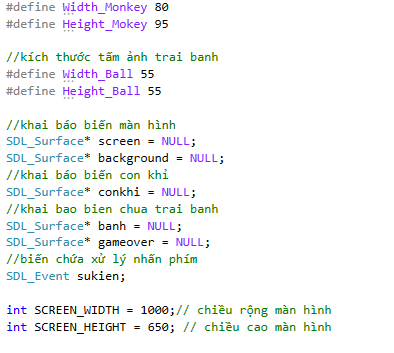 #define Width_Monkey 80
#define Height_Mokey 95
//kích thước tấm ảnh trai banh
#define Width_Ball 55
#define Height_Ball 55
//khai báo biến màn hình
SDL_Surface* screen = NULL;
SDL_Surface* background = NULL;
//khai báo biến con khỉ
SDL_Surface* conkhi = NULL;
//khai bao bien chua trai banh
SDL_Surface* banh = NULL;
SDL_Surface* gameover = NULL;
//biến chứa xử lý nhấn phím
SDL_Event sukien;
int SCREEN_WIDTH = 1000;// chiều rộng màn hình
int SCREEN_HEIGHT = 650; // chiều cao màn hình